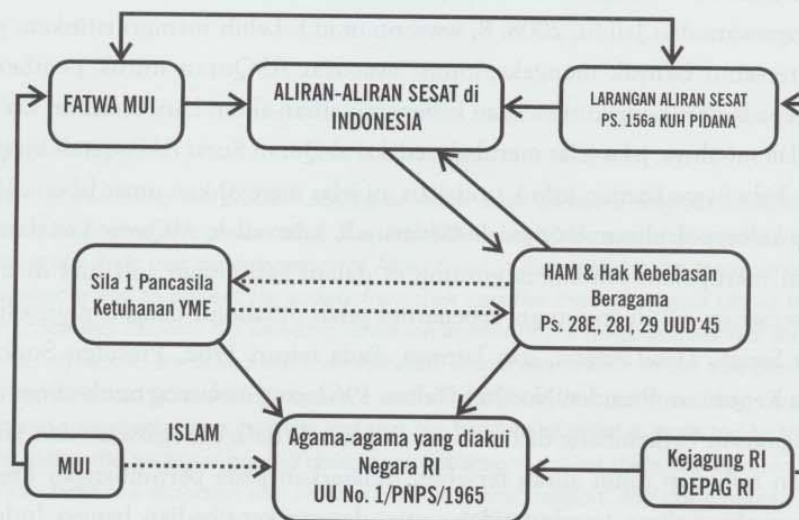 FATWA MUI
ALIRAN-ALIRAN SESAT di
INDONESIA
LARANGAN ALIRAN SESAT
PS. 156a KUH PIDANA
Sila 1 Pancasila
Ketuhanan YME
HAM & Hak Kebebasan
Beragama
Ps. 28E, 28I, 29 UUD'45
MUI
ISLAM
Agama-agama yang diakui
Negara RI
UU No. 1/PNPS/1965
Kejagung RI
DEPAG RI